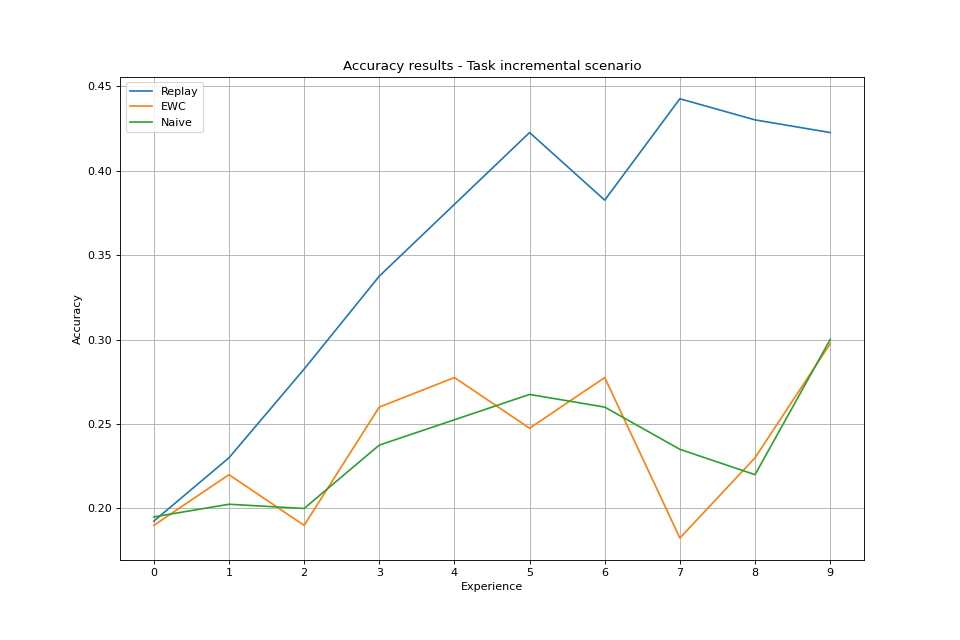 Accuracy results - Task incremental scenario
Replay
EWC
Naive
0.45
0.40
0.35
0.30
0.25
0.20
Accuracy
0 1 2 3 4 5 6 7 8 9
Experience